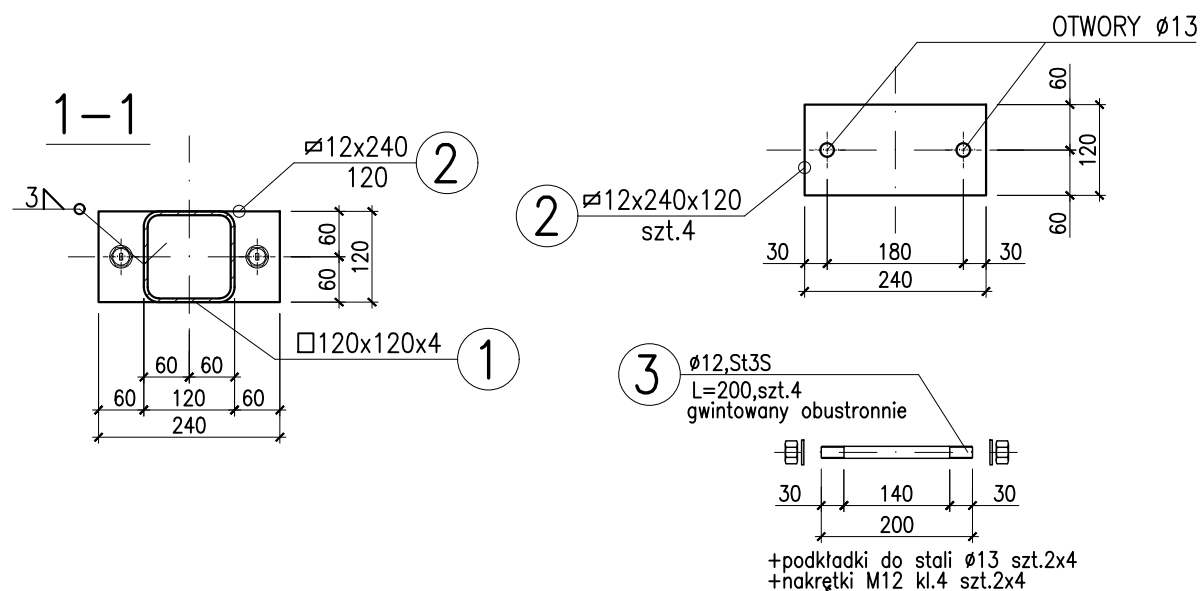 1-1
3
12x240
120
2
60
60
120
□120x120x4
1
60
60
60
120
60
240
OTWORY ø13
60
120
60
2
12x240x120
szt.4
30
180
30
240
3
ø12,St3S
L=200,szt.4
gwintowany obustronnie
30
140
30
200
+podkładki do stali ø13 szt.2x4
+nakrętki M12 kl.4 szt.2x4